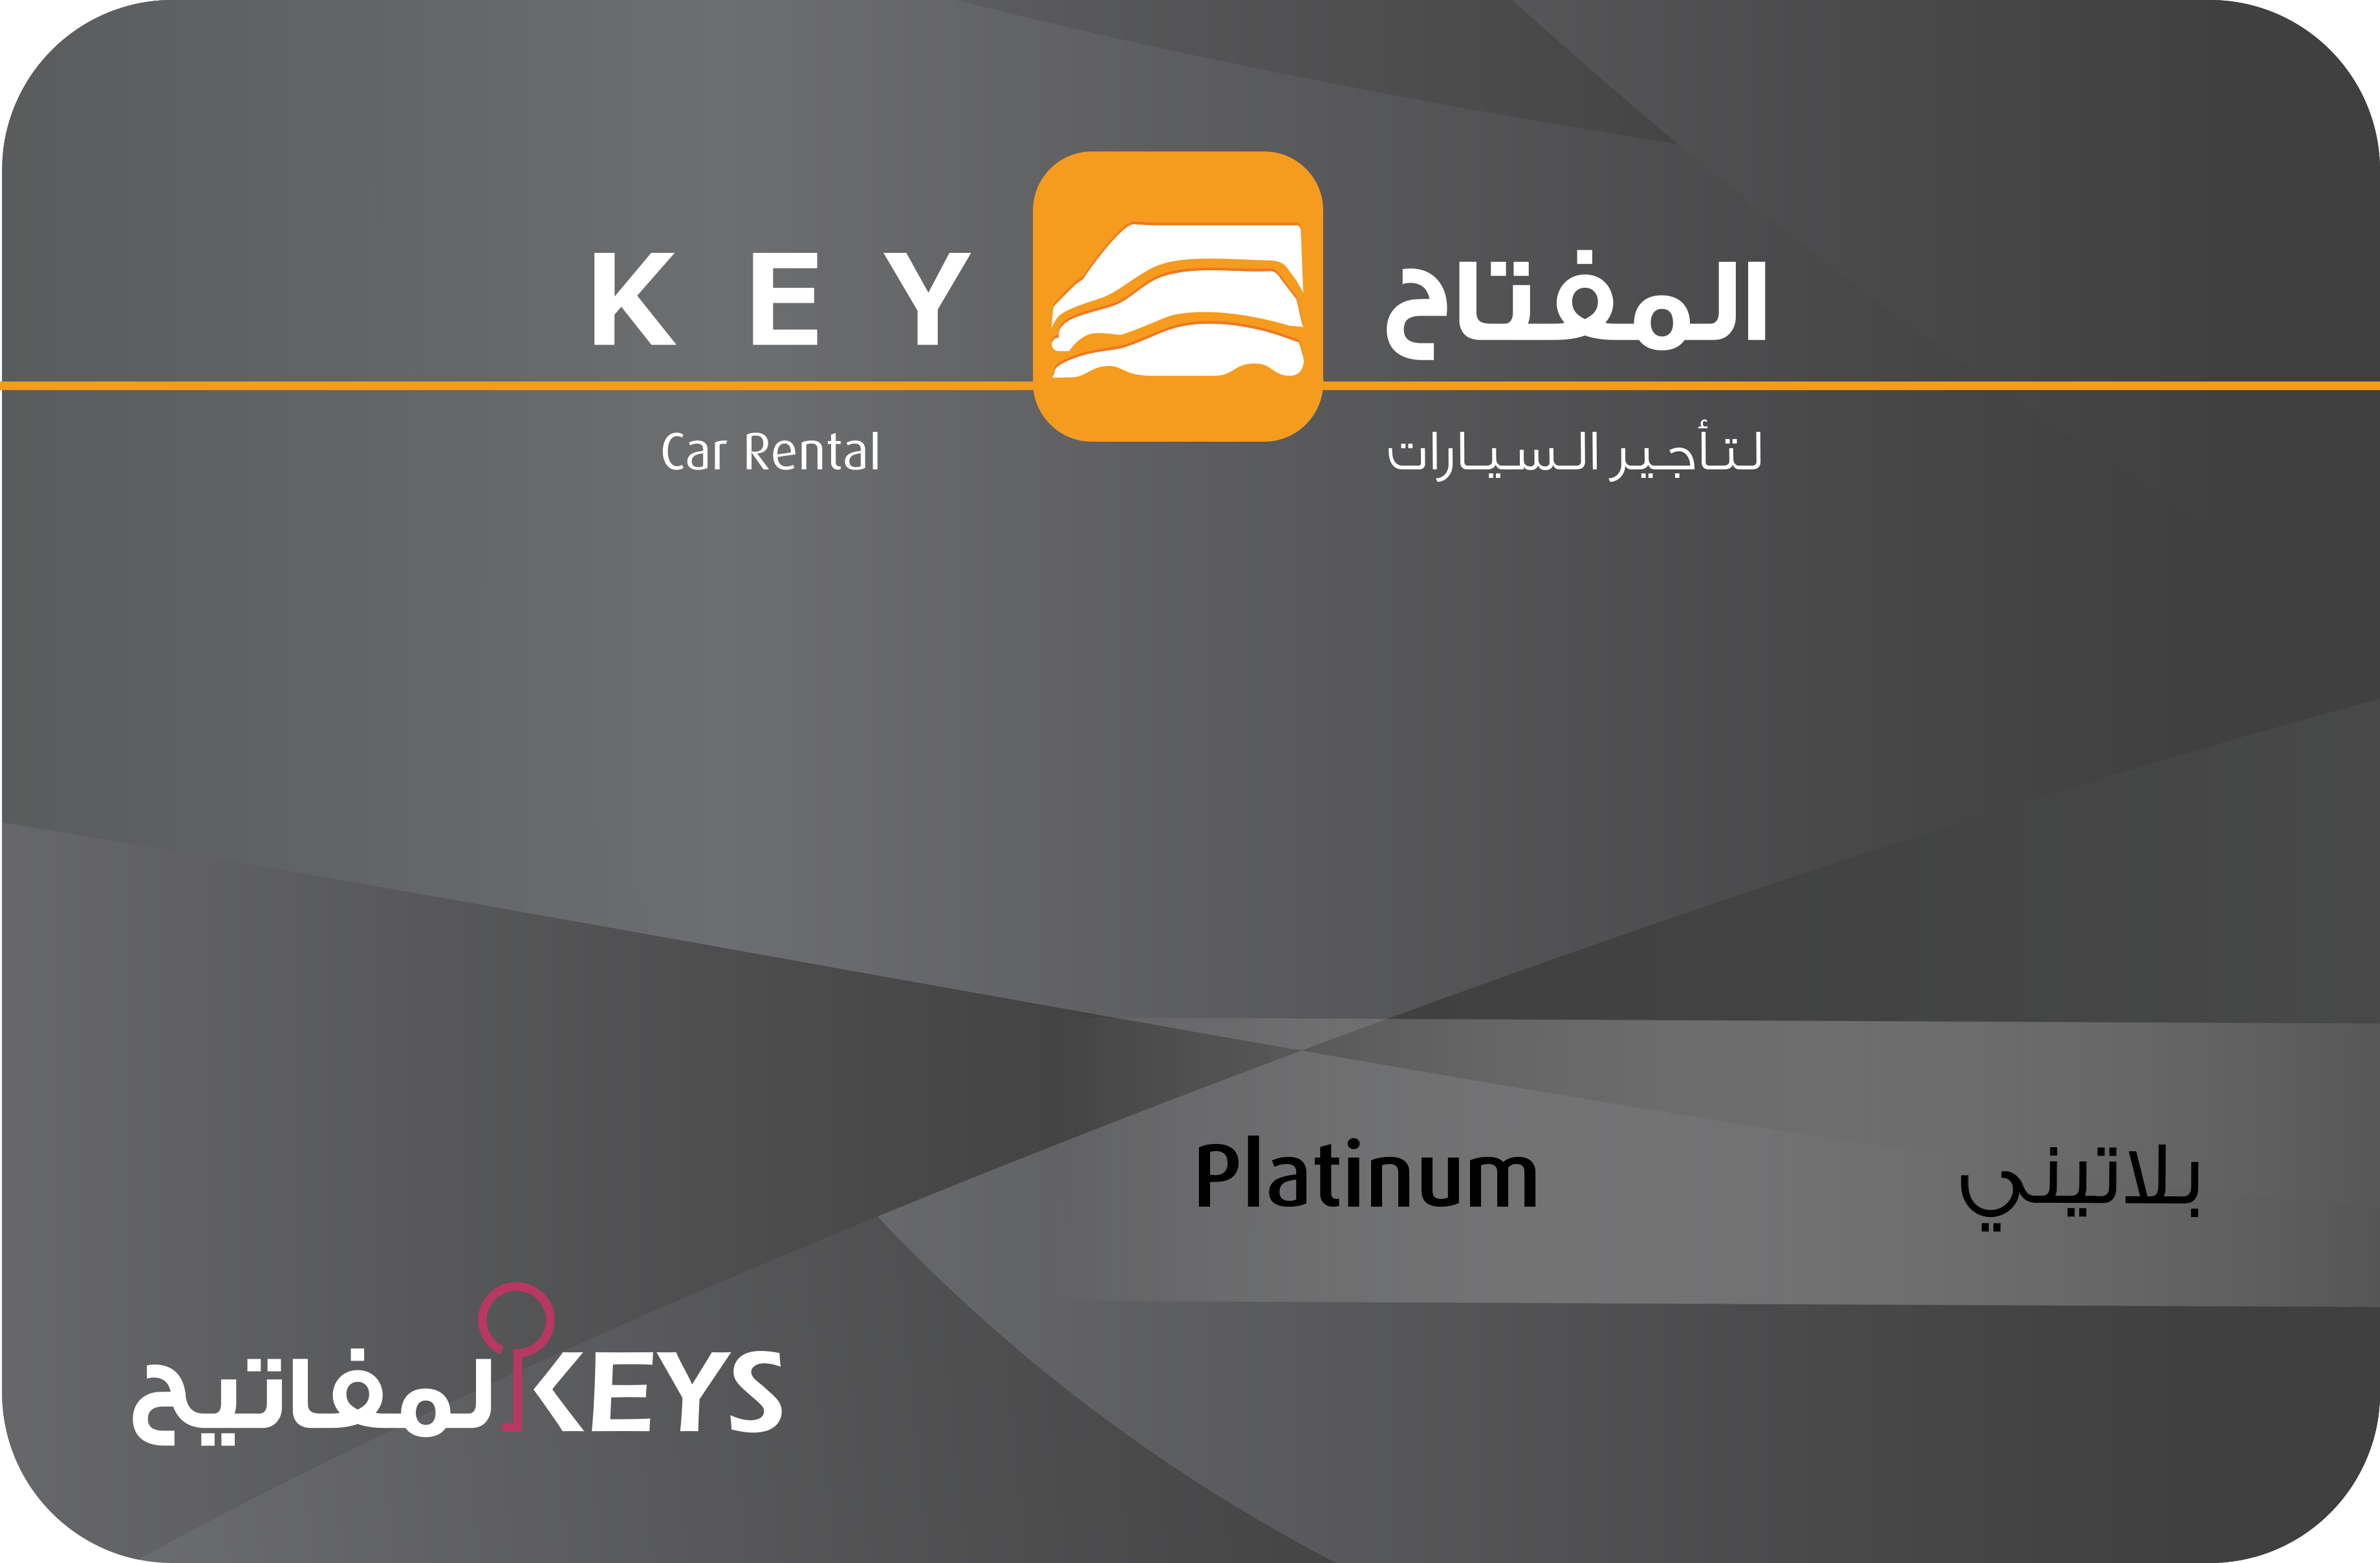 KEY المفتاح
Car Rental لتأجير السيارات
Platinum بلاتيني
المفاتيح KEYS